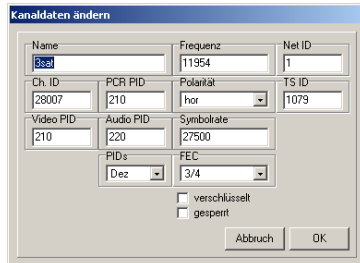 Kanaldaten ändern
Name Frequenz Net ID
3sat 11954 1
Ch. ID PCR PID Polarität TS ID
28007 210 hor 1079
Video PID Audio PID Symbolrate
210 220 27500
PIDs FEC
Dez 3/4
verschlüsselt
gesperrt
Abbruch OK